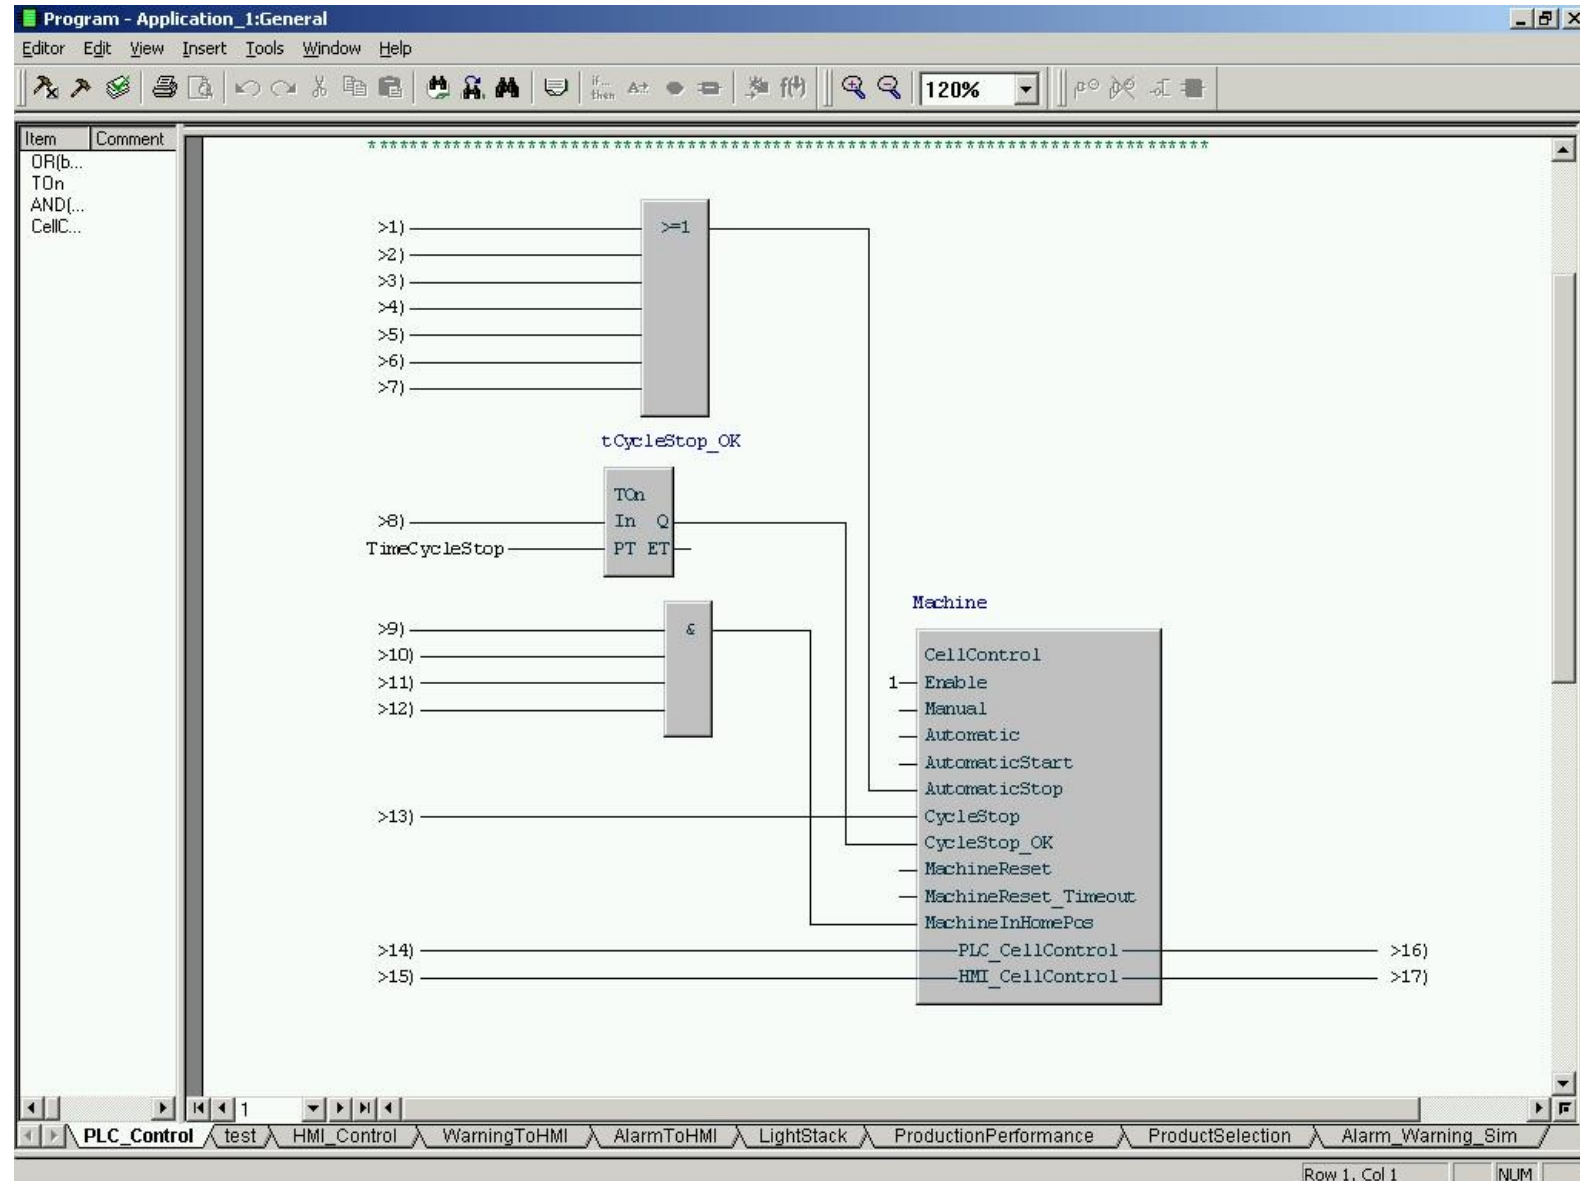 Program - Application_1:General
Editor Edit View Insert Tools Window Help
if... then A± f(h) 120%
Item Comment
OR(b...
TOn
AND(...
CellC...
********************************************************************************
>1) >=1
>2)
>3)
>4)
>5)
>6)
>7)
tCycleStop_OK
TOn
>8) In Q
TimeCycleStop PT ET
Machine
>9) &
>10) CellControl
>11) 1 Enable
>12) Manual
Automatic
AutomaticStart
AutomaticStop
>13) CycleStop
CycleStop_OK
MachineReset
MachineReset_Timeout
MachineInHomePos
>14) PLC_CellControl >16)
>15) HMI_CellControl >17)
1
PLC_Control test HMI_Control WarningToHMI AlarmToHMI LightStack ProductionPerformance ProductSelection Alarm_Warning_Sim
Row 1, Col 1 NUM